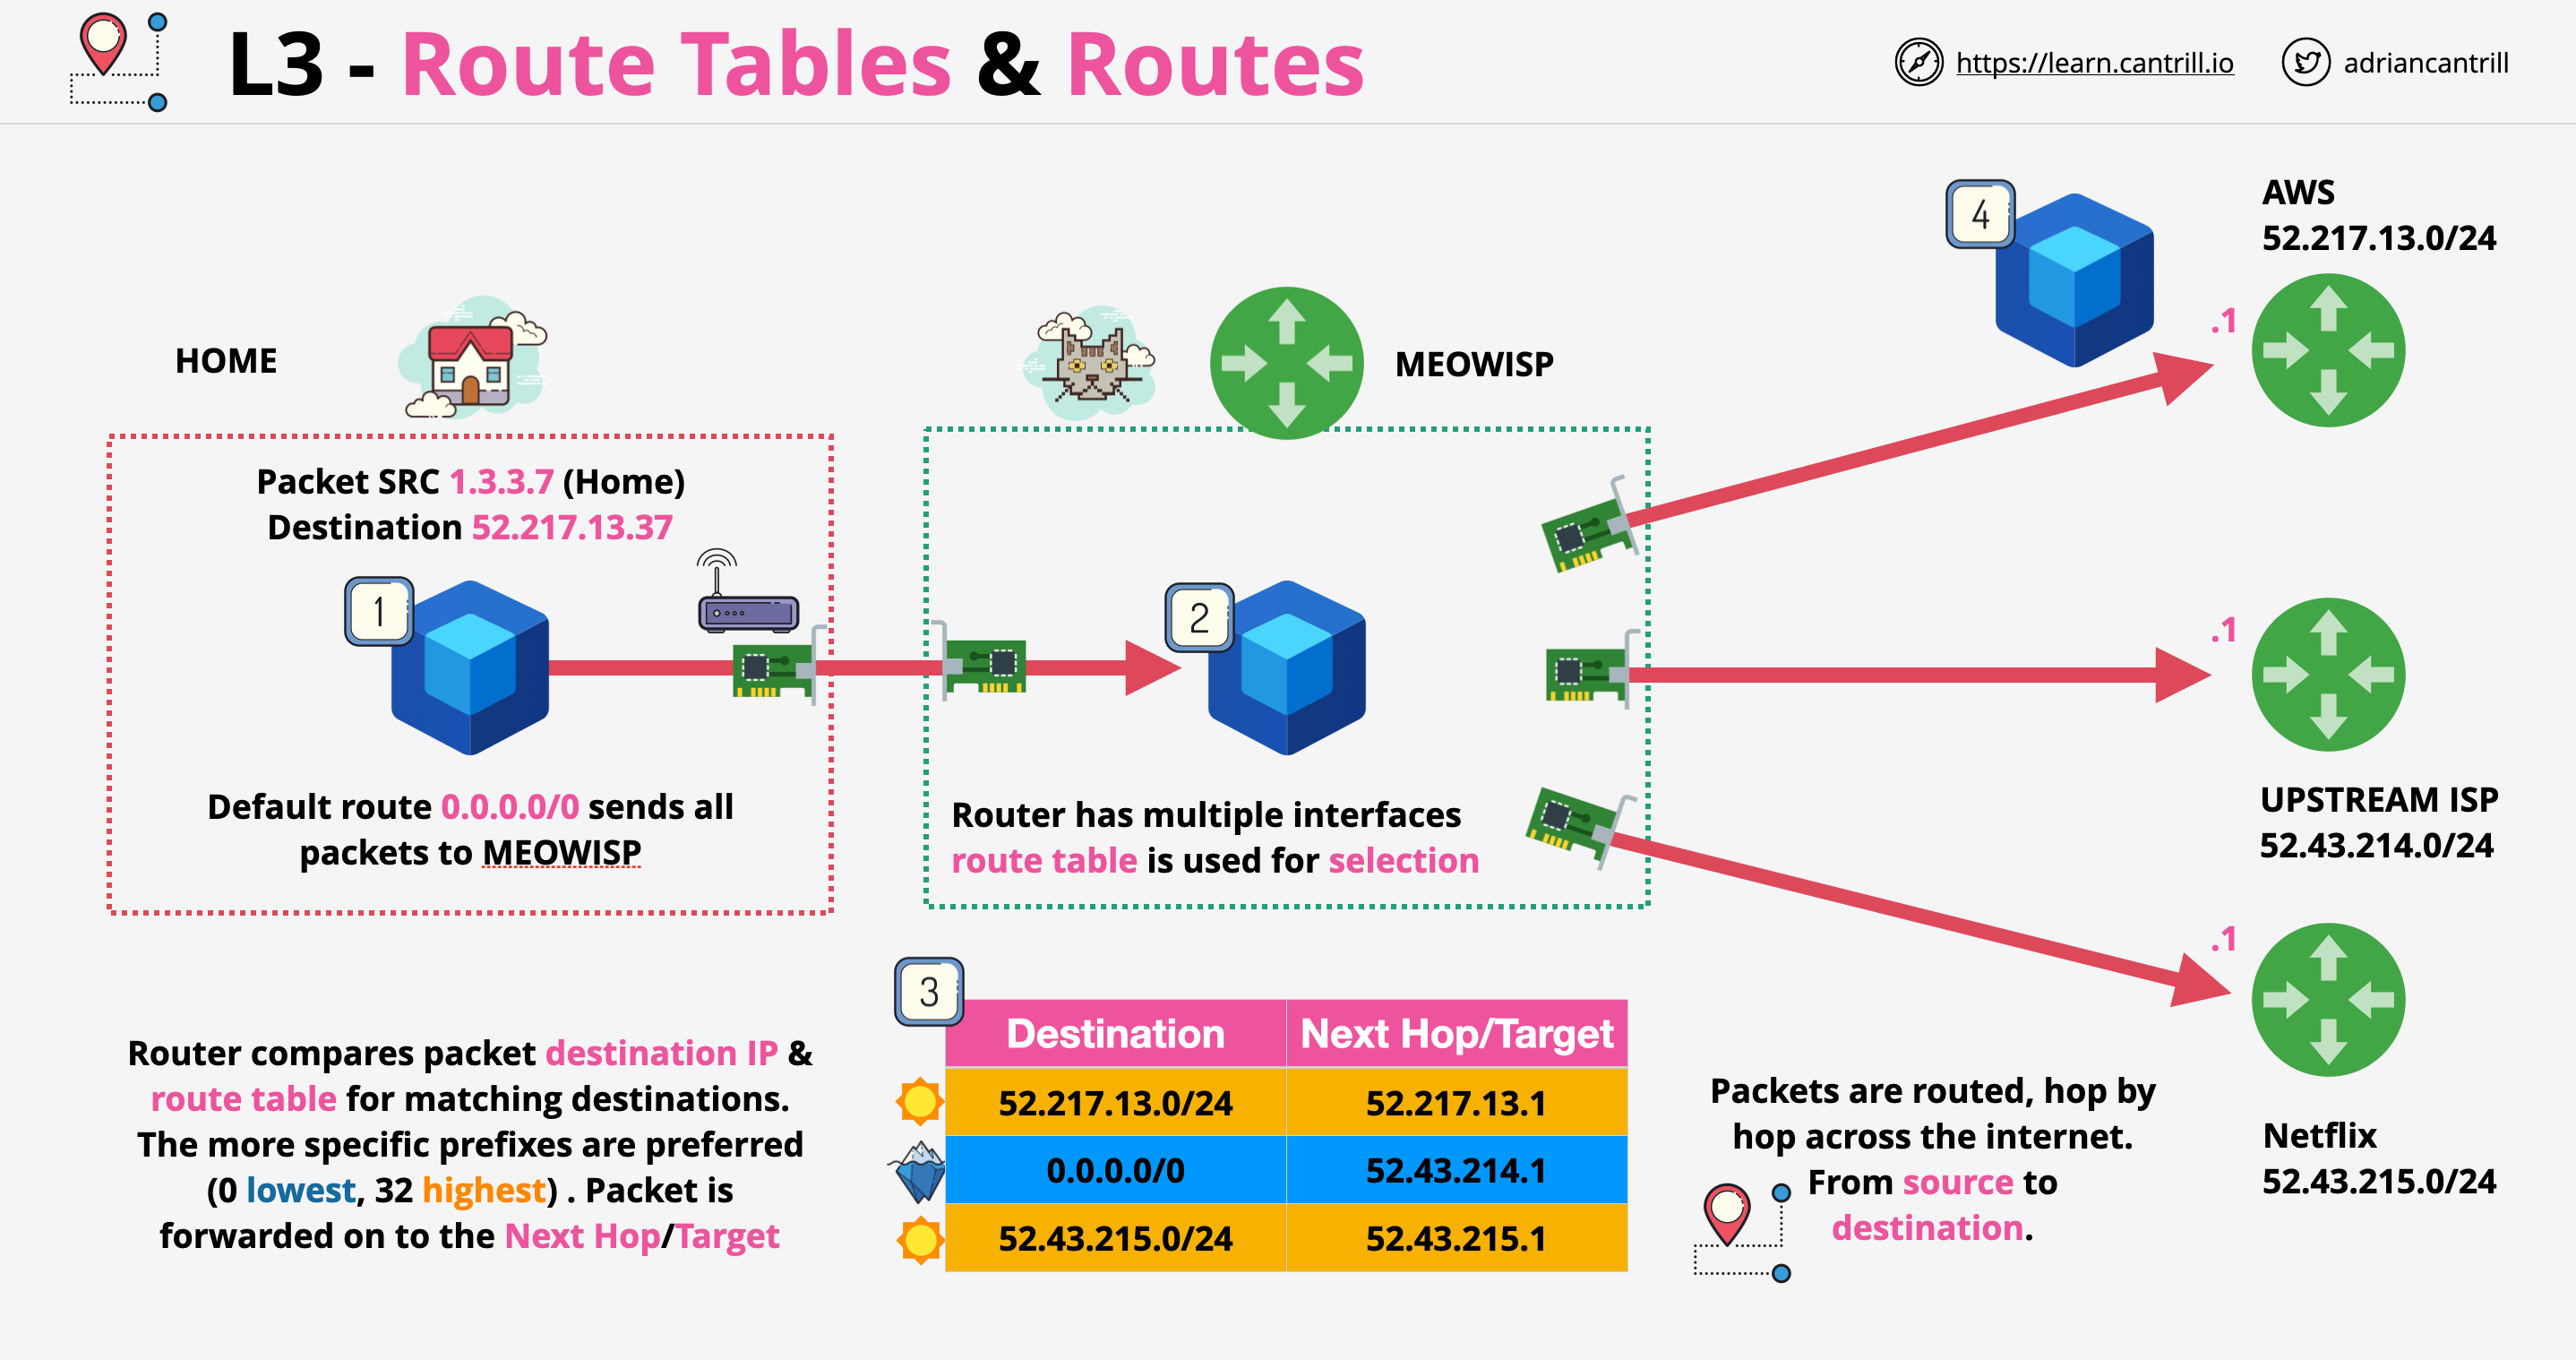 L3 - Route Tables & Routes
https://learn.cantrill.io
adriancantrill
4
AWS
52.217.13.0/24
.1
HOME
MEOWISP
Packet SRC 1.3.3.7 (Home)
Destination 52.217.13.37
1
2
.1
Default route 0.0.0.0/0 sends all
packets to MEOWISP
Router has multiple interfaces
route table is used for selection
UPSTREAM ISP
52.43.214.0/24
.1
3
Destination Next Hop/Target
52.217.13.0/24 52.217.13.1
0.0.0.0/0 52.43.214.1
52.43.215.0/24 52.43.215.1
Router compares packet destination IP &
route table for matching destinations.
The more specific prefixes are preferred
(0 lowest, 32 highest) . Packet is
forwarded on to the Next Hop/Target
Packets are routed, hop by
hop across the internet.
From source to
destination.
Netflix
52.43.215.0/24